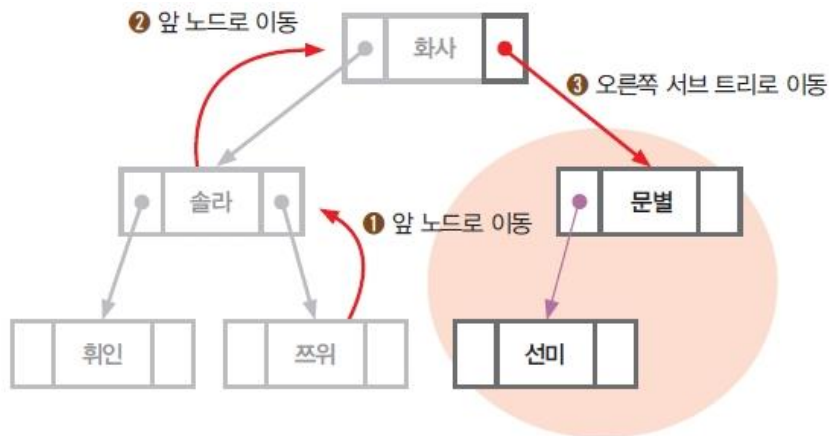 ❷ 앞 노드로 이동
화사
❸ 오른쪽 서브 트리로 이동
솔라
❶ 앞 노드로 이동
문별
휘인
쯔위
선미